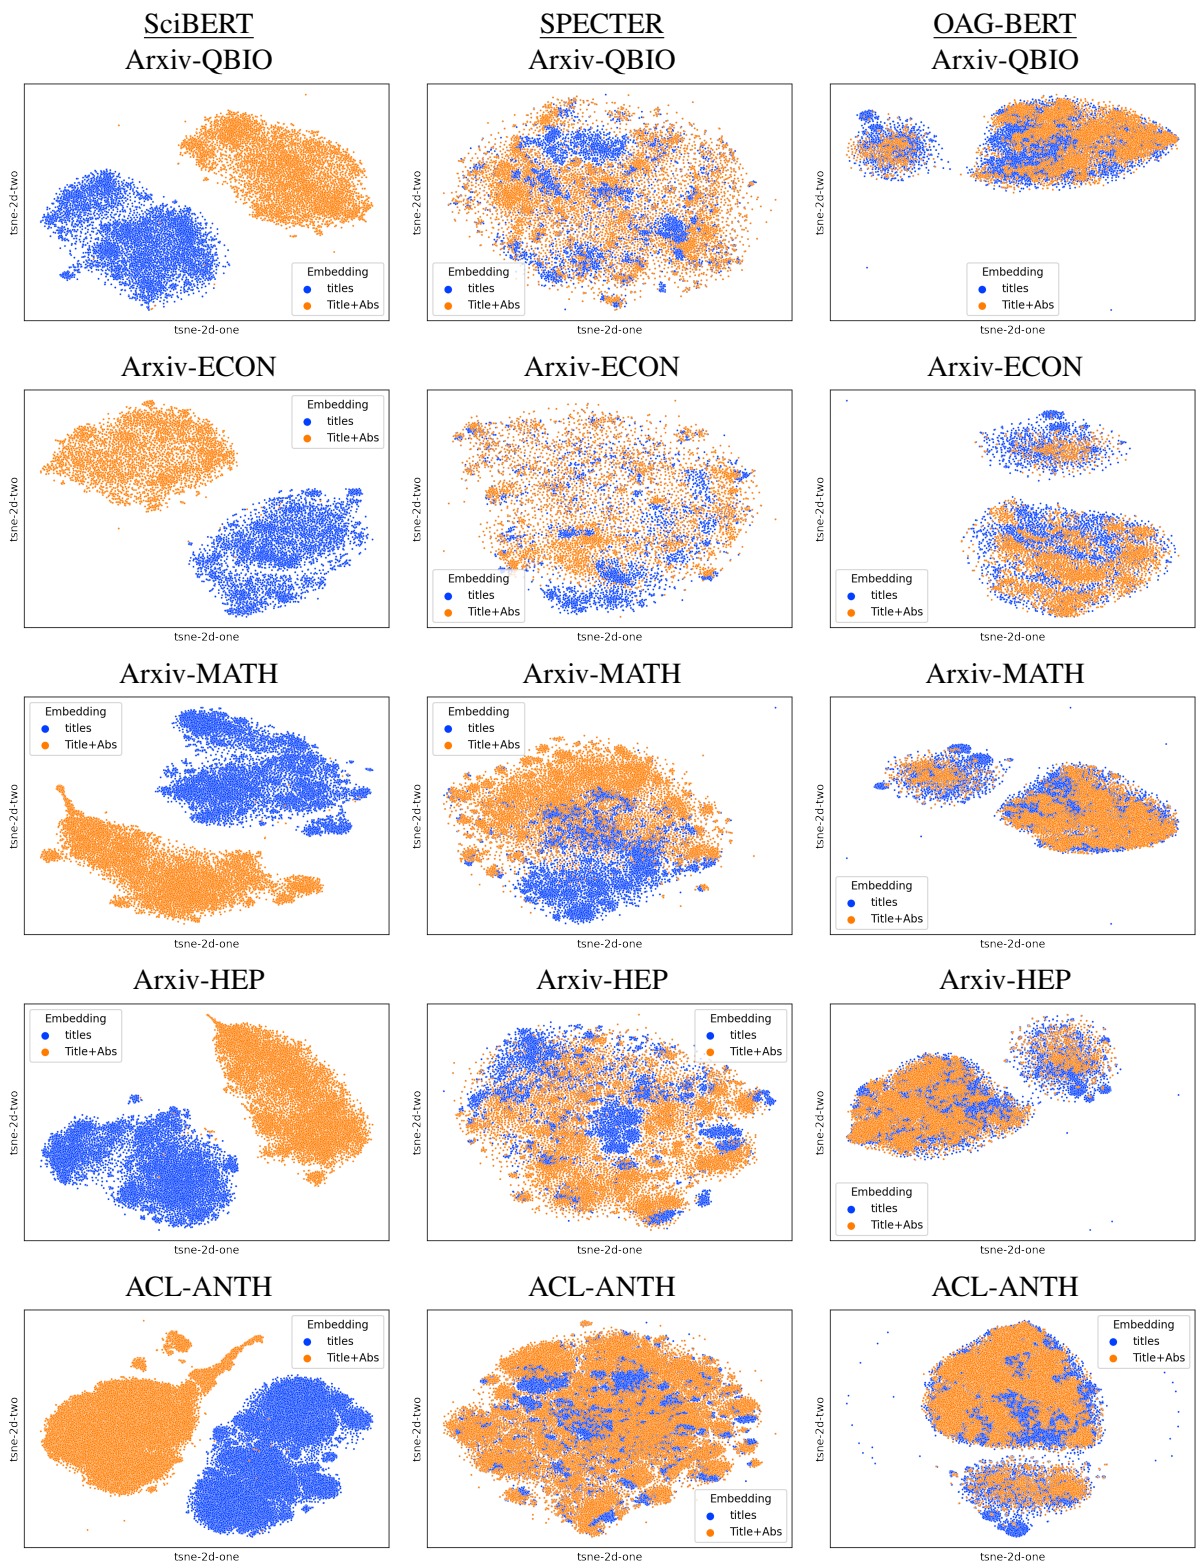 SciBERT
SPECTER
OAG-BERT
Arxiv-QBIO
Arxiv-QBIO
Arxiv-QBIO
tsne-2d-two
Embedding
titles
Title+Abs
tsne-2d-one
tsne-2d-two
Embedding
titles
Title+Abs
tsne-2d-one
tsne-2d-two
Embedding
titles
Title+Abs
tsne-2d-one
Arxiv-ECON
Arxiv-ECON
Arxiv-ECON
tsne-2d-two
Embedding
titles
Title+Abs
tsne-2d-one
tsne-2d-two
Embedding
titles
Title+Abs
tsne-2d-one
tsne-2d-two
Embedding
titles
Title+Abs
tsne-2d-one
Arxiv-MATH
Arxiv-MATH
Arxiv-MATH
tsne-2d-two
Embedding
titles
Title+Abs
tsne-2d-one
tsne-2d-two
Embedding
titles
Title+Abs
tsne-2d-one
tsne-2d-two
Embedding
titles
Title+Abs
tsne-2d-one
Arxiv-HEP
Arxiv-HEP
Arxiv-HEP
tsne-2d-two
Embedding
titles
Title+Abs
tsne-2d-one
tsne-2d-two
Embedding
titles
Title+Abs
tsne-2d-one
tsne-2d-two
Embedding
titles
Title+Abs
tsne-2d-one
ACL-ANTH
ACL-ANTH
ACL-ANTH
tsne-2d-two
Embedding
titles
Title+Abs
tsne-2d-one
tsne-2d-two
Embedding
titles
Title+Abs
tsne-2d-one
tsne-2d-two
Embedding
titles
Title+Abs
tsne-2d-one